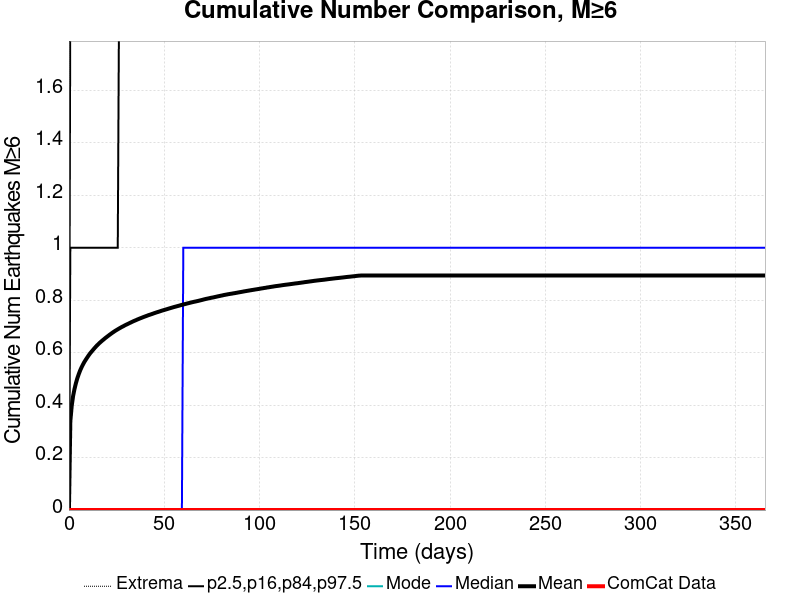 Cumulative Number Comparison, M≥6
Cumulative Num Earthquakes M≥6
1.6
1.4
1.2
1
0.8
0.6
0.4
0.2
0
0 50 100 150 200 250 300 350
Time (days)
Extrema p2.5,p16,p84,p97.5 Mode Median Mean ComCat Data